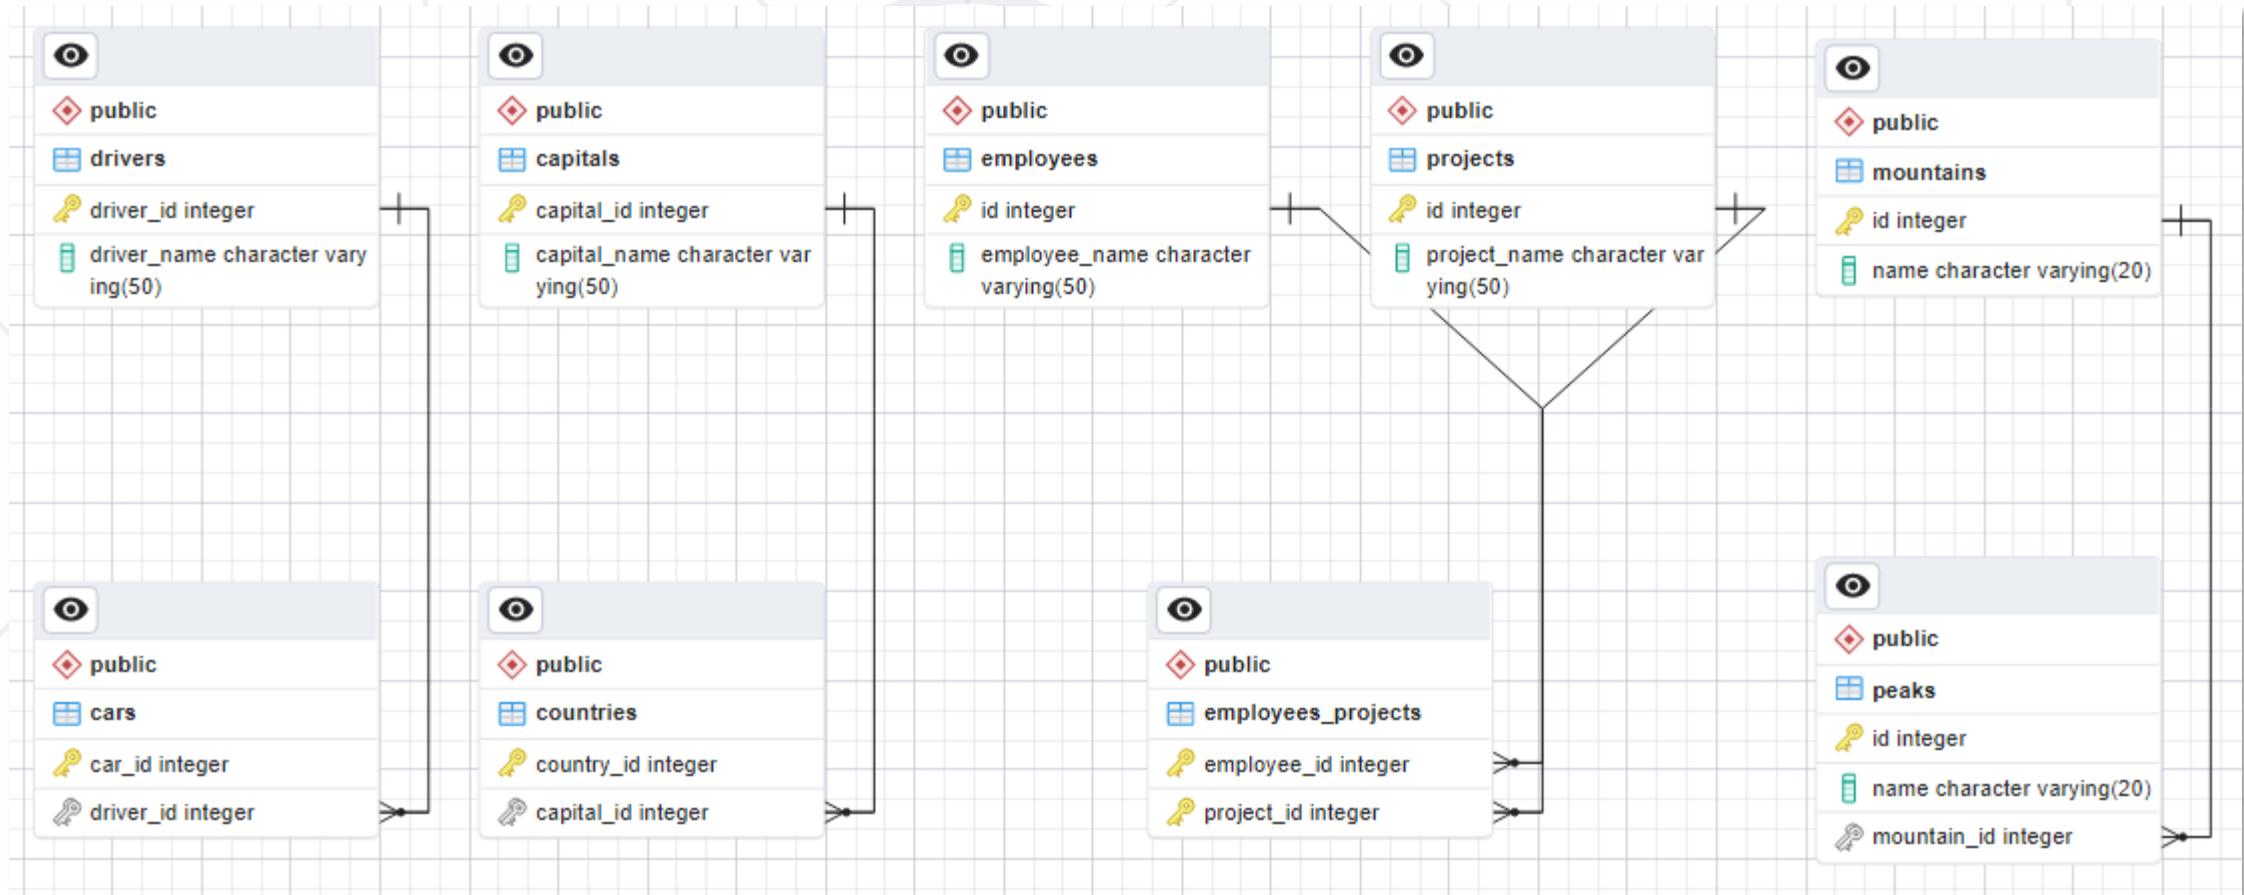 public
drivers
driver_id integer
driver_name character vary
ing(50)
public
capitals
capital_id integer
capital_name character var
ying(50)
public
employees
id integer
employee_name character
varying(50)
public
projects
id integer
project_name character var
ying(50)
public
mountains
id integer
name character varying(20)
public
cars
car_id integer
driver_id integer
public
countries
country_id integer
capital_id integer
public
employees_projects
employee_id integer
project_id integer
public
peaks
id integer
name character varying(20)
mountain_id integer